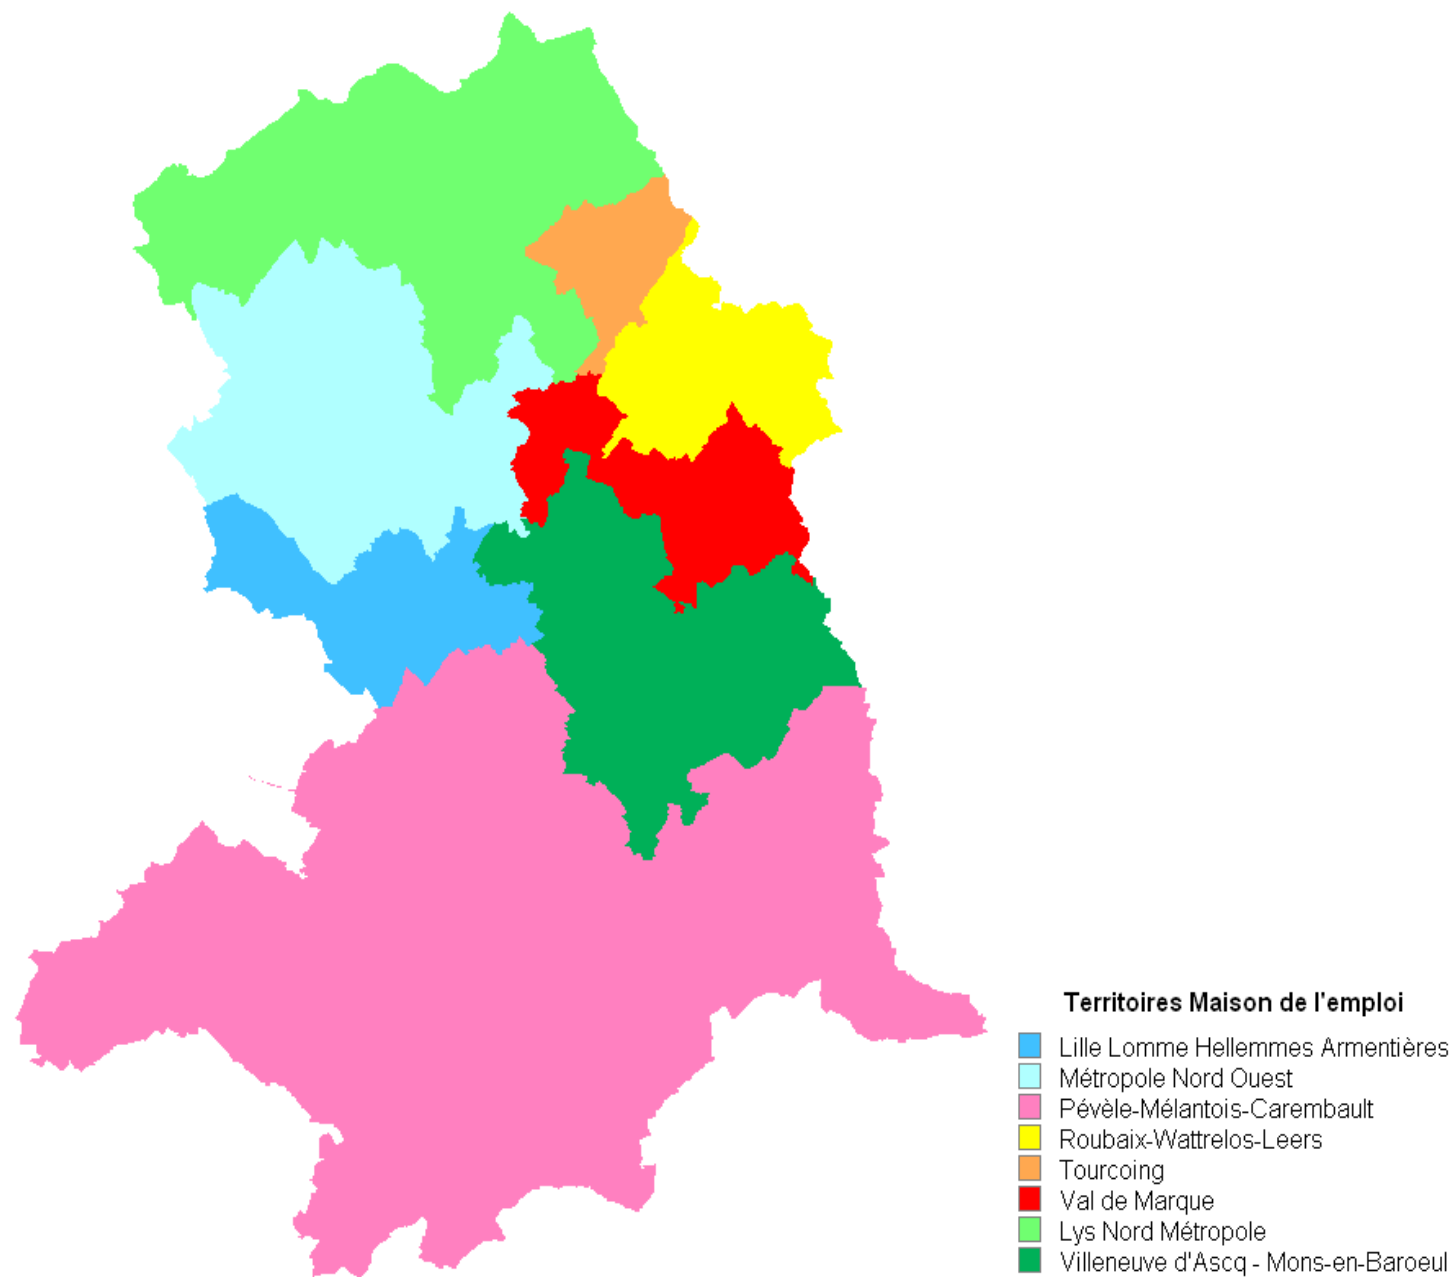 Territoires Maison de l'emploi
Lille Lomme Hellemmes Armentières
Métropole Nord Ouest
Pévèle-Mélantois-Carembault
Roubaix-Wattrelos-Leers
Tourcoing
Val de Marque
Lys Nord Métropole
Villeneuve d'Ascq - Mons-en-Baroeul